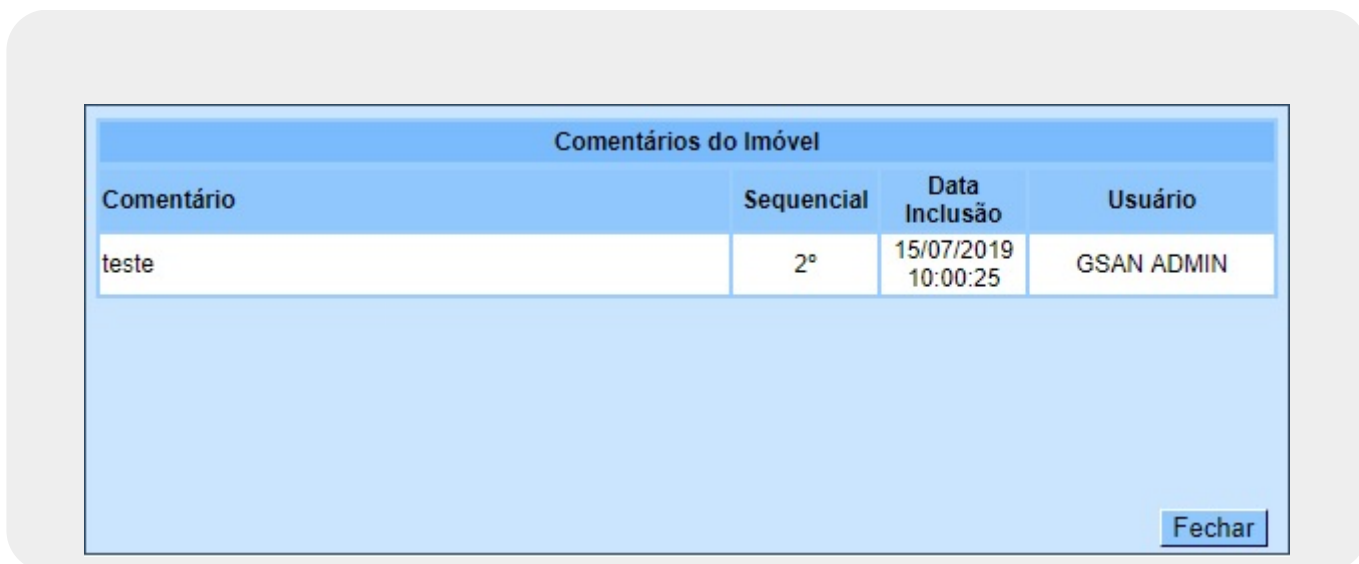 Comentários do Imóvel
Comentário Sequencial Data Inclusão Usuário
teste 2º 15/07/2019 10:00:25 GSAN ADMIN
Fechar